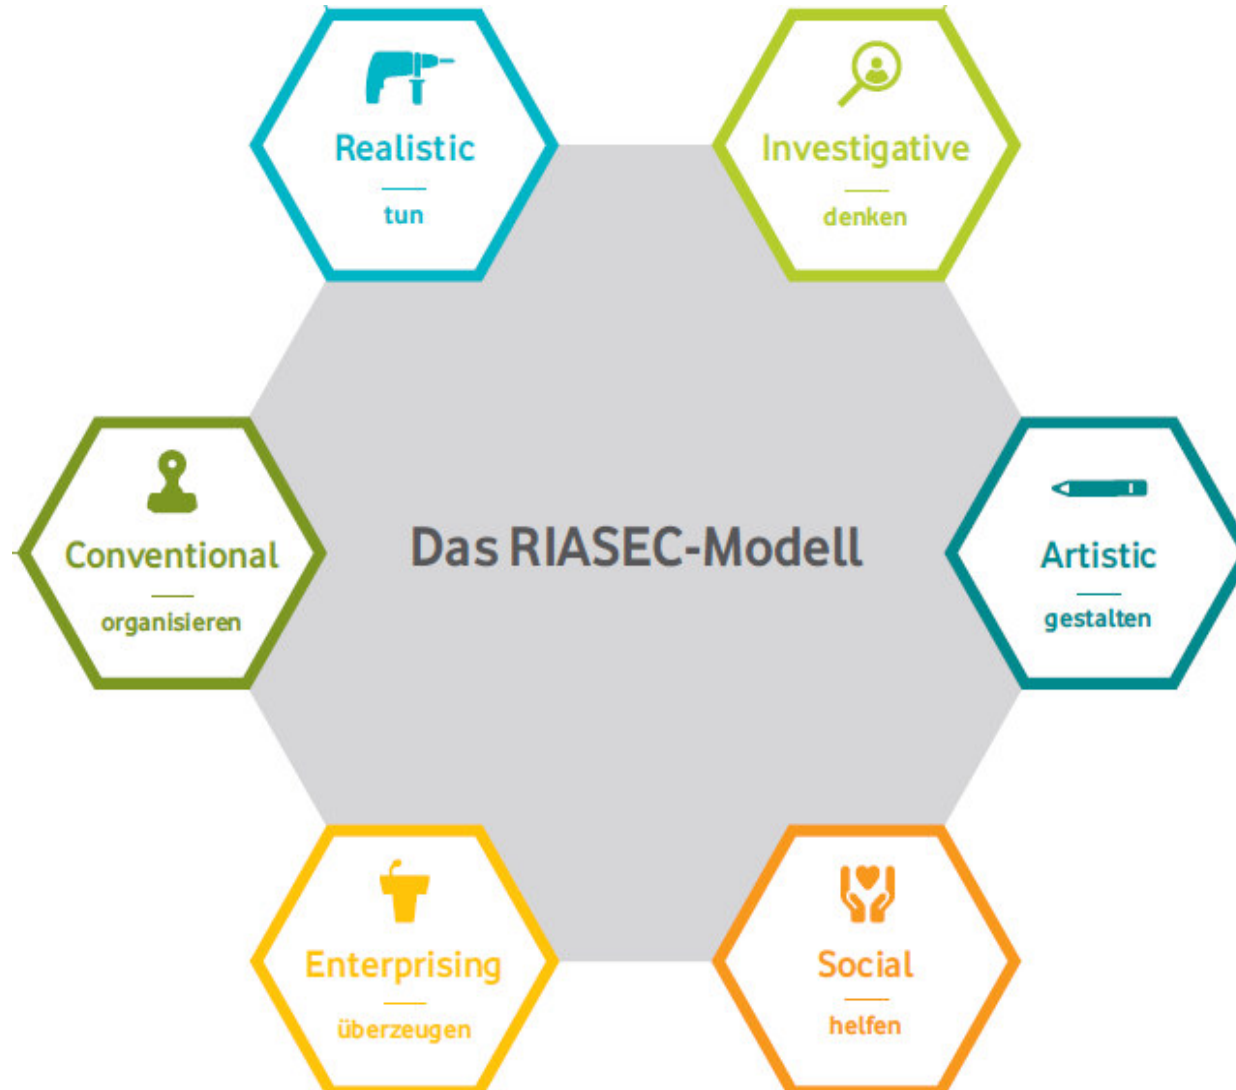 Realistic
tun
Investigative
denken
Conventional
organisieren
Das RIASEC-Modell
Artistic
gestalten
Enterprising
überzeugen
Social
helfen